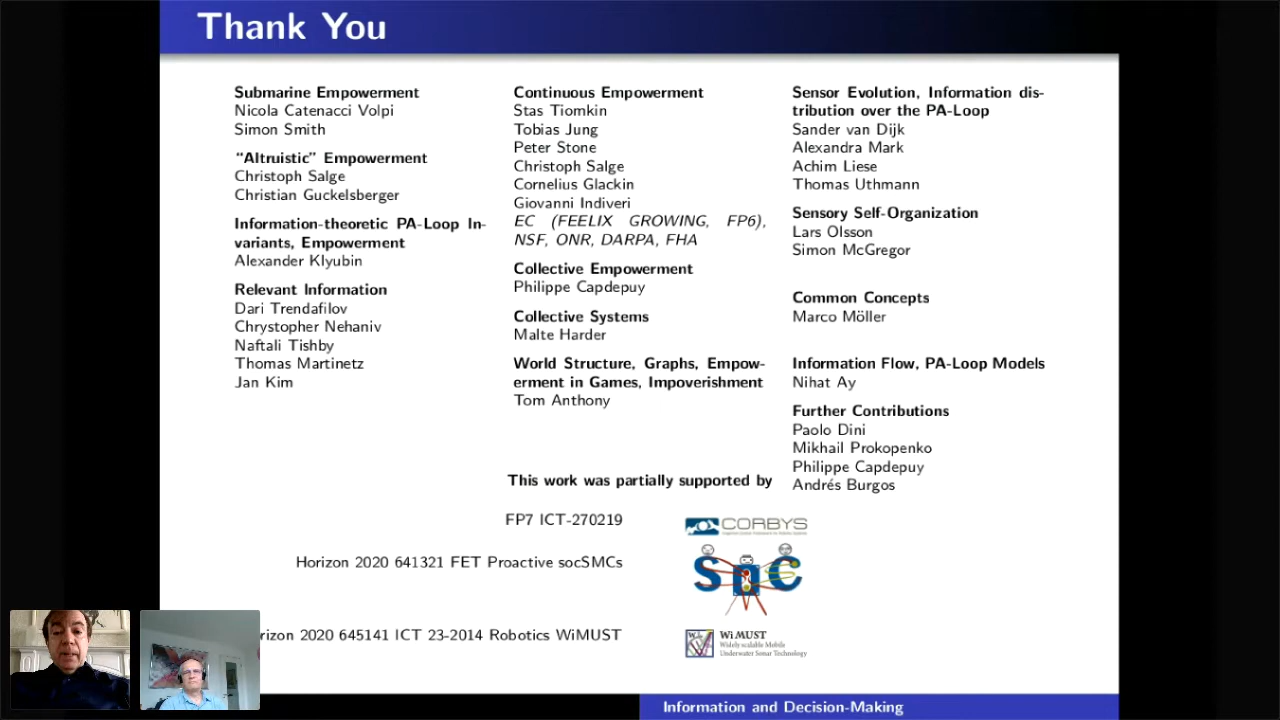 Thank You
Submarine Empowerment
Nicola Catenacci Volpi
Simon Smith
“Altruistic” Empowerment
Christoph Salge
Christian Guckelsberger
Information-theoretic PA-Loop In-
variants, Empowerment
Alexander Klyubin
Relevant Information
Dari Trendafilov
Chrystopher Nehaniv
Naftali Tishby
Thomas Martinetz
Jan Kim
Continuous Empowerment
Stas Tiomkin
Tobias Jung
Peter Stone
Christoph Salge
Cornelius Glackin
Giovanni Indiveri
EC (FEELIX GROWING, FP6),
NSF, ONR, DARPA, FHA
Collective Empowerment
Philippe Capdepuy
Collective Systems
Malte Harder
World Structure, Graphs, Empow-
erment in Games, Impoverishment
Tom Anthony
Sensor Evolution, Information dis-
tribution over the PA-Loop
Sander van Dijk
Alexandra Mark
Achim Liese
Thomas Uthmann
Sensory Self-Organization
Lars Olsson
Simon McGregor
Common Concepts
Marco Möller
Information Flow, PA-Loop Models
Nihat Ay
Further Contributions
Paolo Dini
Mikhail Prokopenko
Philippe Capdepuy
Andrés Burgos
This work was partially supported by
FP7 ICT-270219
CORBYS
Horizon 2020 641321 FET Proactive socSMCs
rizon 2020 645141 ICT 23-2014 Robotics WiMUST
WiMUST
Widely scalable Mobile
Underwater Sonar Technology
Information and Decision-Making